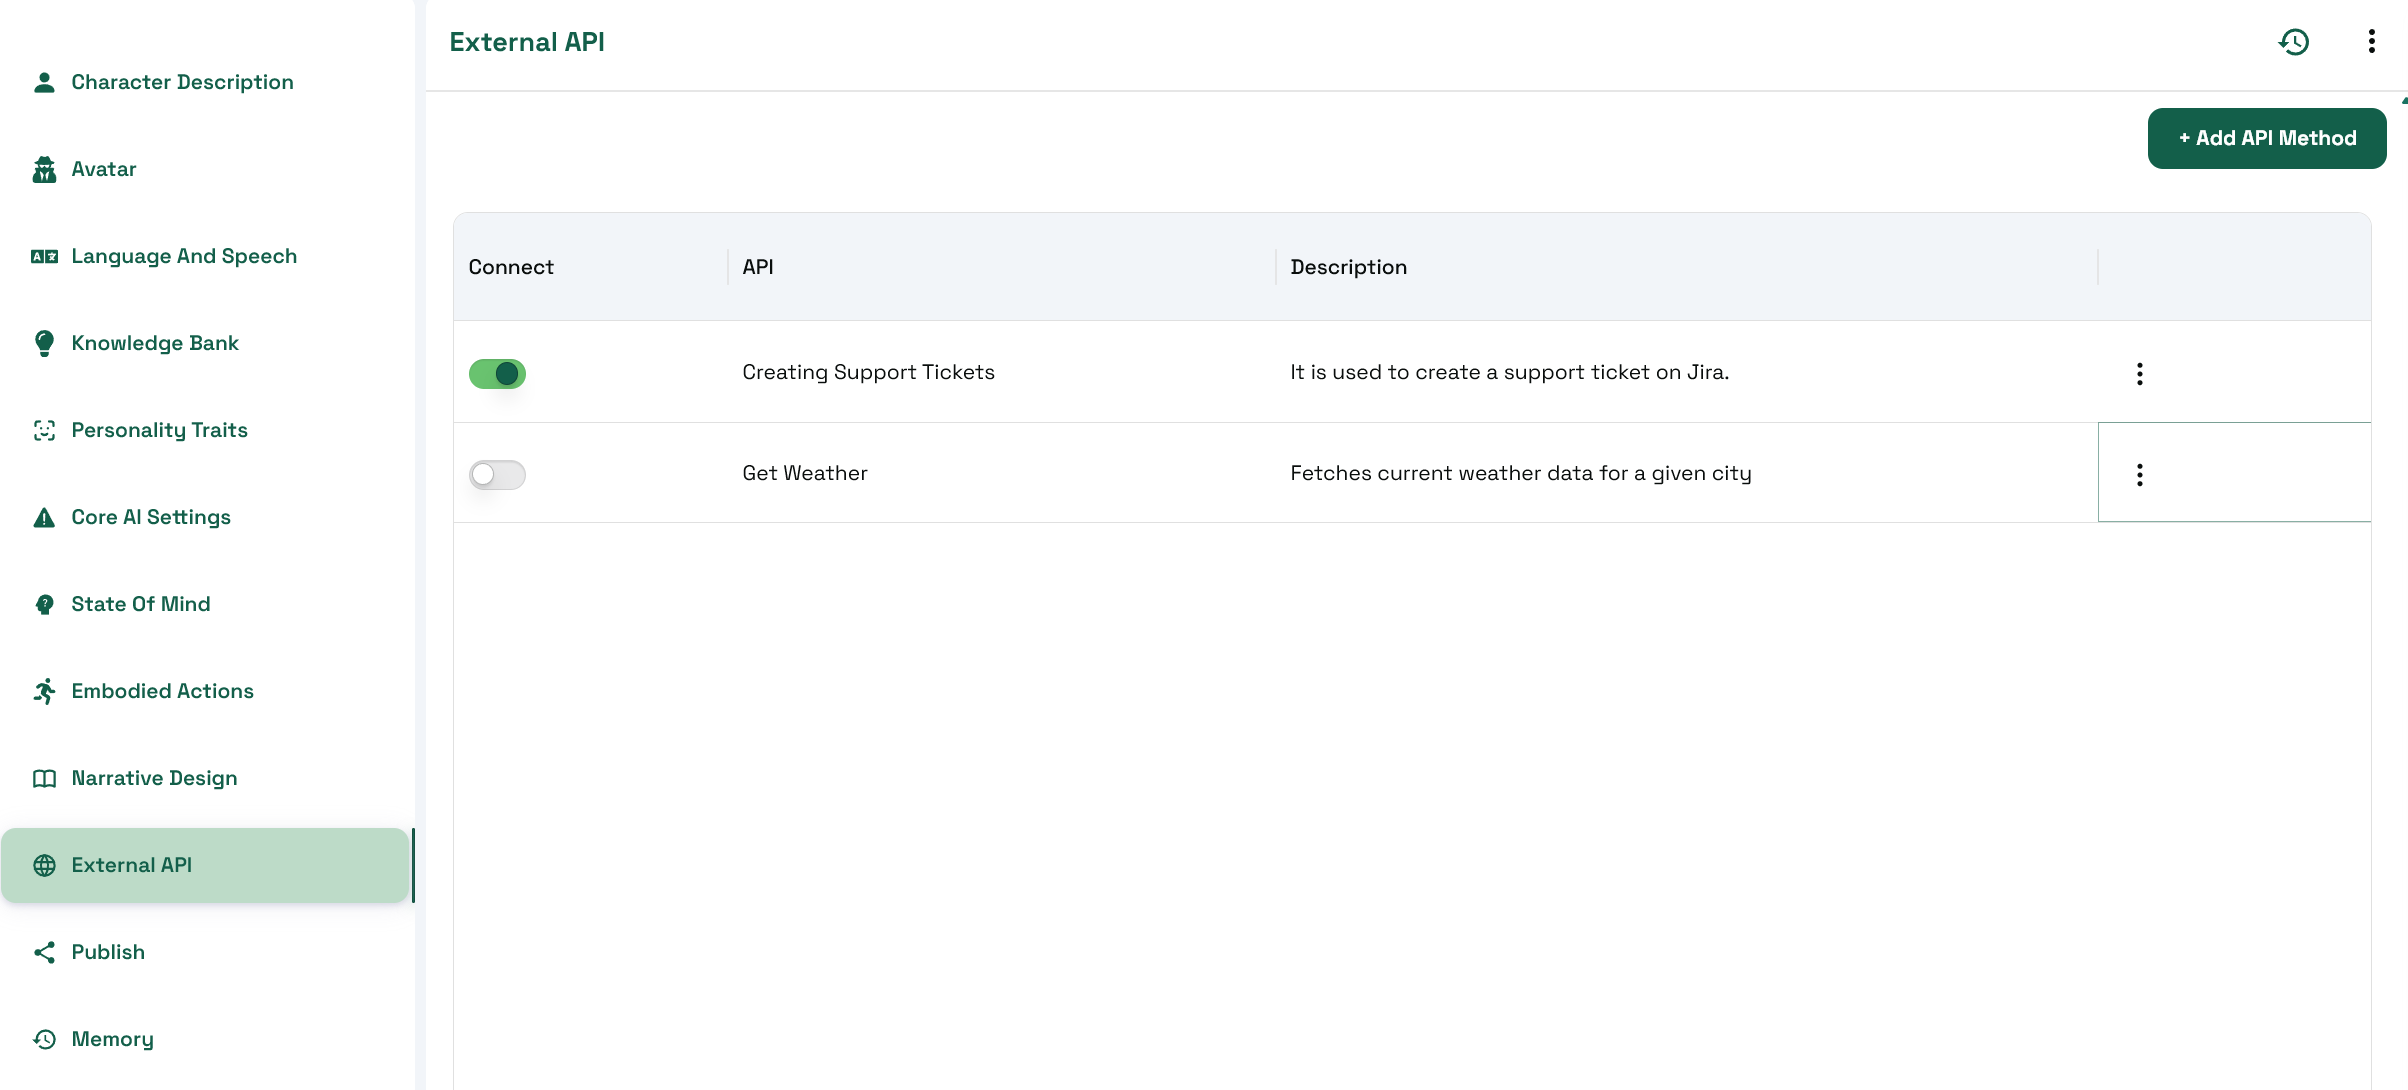 Character Description
Avatar
Language And Speech
Knowledge Bank
Personality Traits
Core AI Settings
State Of Mind
Embodied Actions
Narrative Design
External API
Publish
Memory
External API
+ Add API Method
Connect API Description
Creating Support Tickets It is used to create a support ticket on Jira.
Get Weather Fetches current weather data for a given city